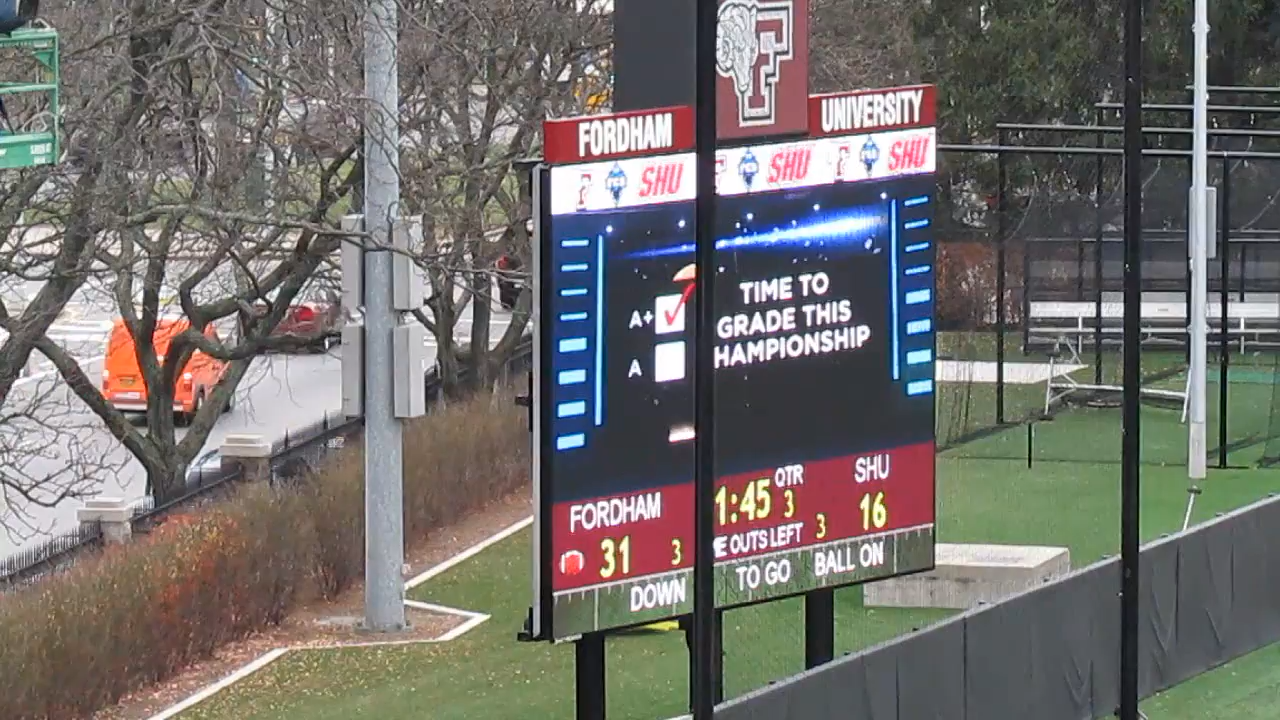 FORDHAM
UNIVERSITY
SHU SHU SHU
TIME TO
GRADE THIS
HAMPIONSHIP
A+
A
FORDHAM 1:45 QTR 3 SHU
31 3 E OUTS LEFT 3 16
DOWN TO GO BALL ON
F